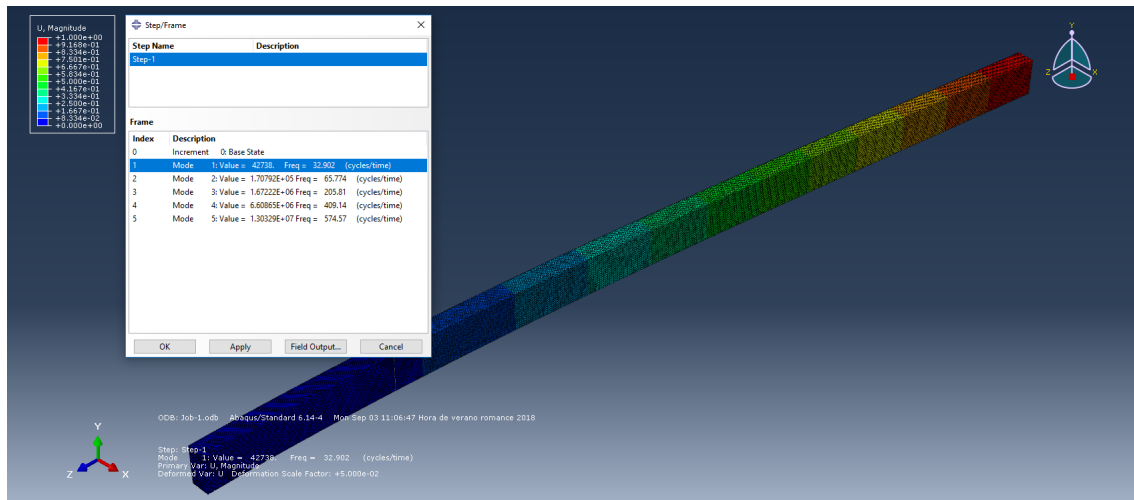 U, Magnitude
+1.000e+00
+9.168e-01
+8.334e-01
+7.501e-01
+6.667e-01
+5.834e-01
+5.000e-01
+4.167e-01
+3.334e-01
+2.500e-01
+1.667e-01
+8.334e-02
+0.000e+00
Step/Frame
Step Name Description
Step-1
Frame
Index Description
0 Increment 0: Base State
1 Mode 1: Value = 42738. Freq = 32.902 (cycles/time)
2 Mode 2: Value = 1.70792E+05 Freq = 65.774 (cycles/time)
3 Mode 3: Value = 1.67222E+06 Freq = 205.81 (cycles/time)
4 Mode 4: Value = 6.60865E+06 Freq = 409.14 (cycles/time)
5 Mode 5: Value = 1.30329E+07 Freq = 574.57 (cycles/time)
OK Apply Field Output... Cancel
Y
Z X
ODB: Job-1.odb Abaqus/Standard 6.14-4 Mon Sep 03 11:06:47 Hora de verano romance 2018
Y
Z X
Step: Step-1
Mode 1: Value = 42738. Freq = 32.902 (cycles/time)
Primary Var: U, Magnitude
Deformed Var: U Deformation Scale Factor: +5.000e-02